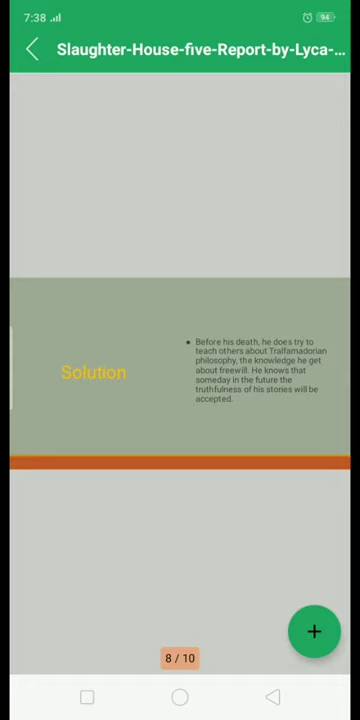 7:38
94
Slaughter-House-five-Report-by-Lyca-...
Solution
• Before his death, he does try to
teach others about Tralfamadorian
philosophy, the knowledge he get
about freewill. He knows that
someday in the future the
truthfulness of his stories will be
accepted.
8 / 10